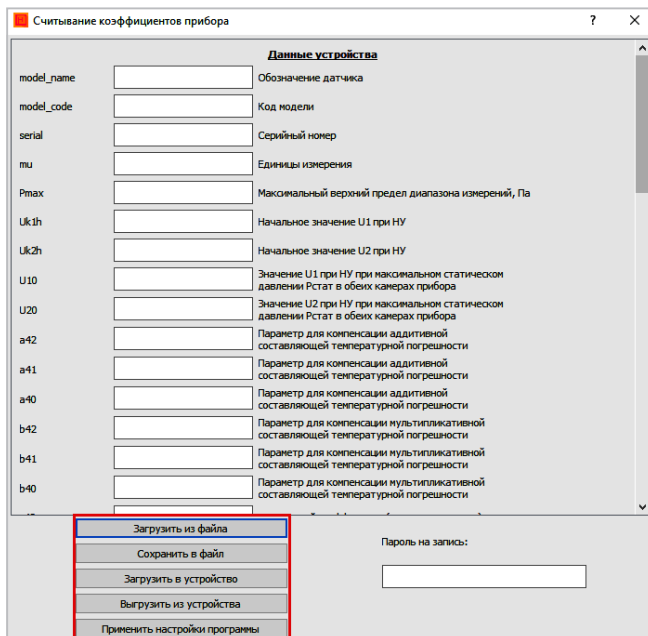 Считывание коэффициентов прибора
Данные устройства
model_name Обозначение датчика
model_code Код модели
serial Серийный номер
mu Единицы измерения
Pmax Максимальный верхний предел диапазона измерений, Па
Uk1h Начальное значение U1 при НУ
Uk2h Начальное значение U2 при НУ
U10 Значение U1 при НУ при максимальном статическом
давлении Pстат в обеих камерах прибора
U20 Значение U2 при НУ при максимальном статическом
давлении Pстат в обеих камерах прибора
a42 Параметр для компенсации аддитивной
составляющей температурной погрешности
a41 Параметр для компенсации аддитивной
составляющей температурной погрешности
a40 Параметр для компенсации аддитивной
составляющей температурной погрешности
b42 Параметр для компенсации мультипликативной
составляющей температурной погрешности
b41 Параметр для компенсации мультипликативной
составляющей температурной погрешности
b40 Параметр для компенсации мультипликативной
составляющей температурной погрешности
Загрузить из файла
Сохранить в файл
Загрузить в устройство
Выгрузить из устройства
Применить настройки программы
Пароль на запись: